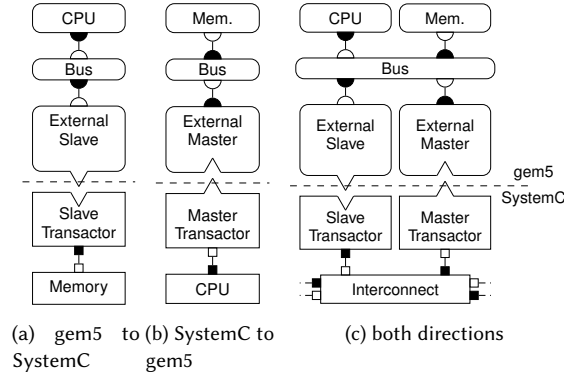 CPU
Mem.
CPU
Mem.
Bus
Bus
Bus
External
Slave
External
Master
External
Slave
External
Master
gem5
SystemC
Slave
Transactor
Master
Transactor
Slave
Transactor
Master
Transactor
Memory
CPU
Interconnect
(a) gem5 to
SystemC
(b) SystemC to
gem5
(c) both directions